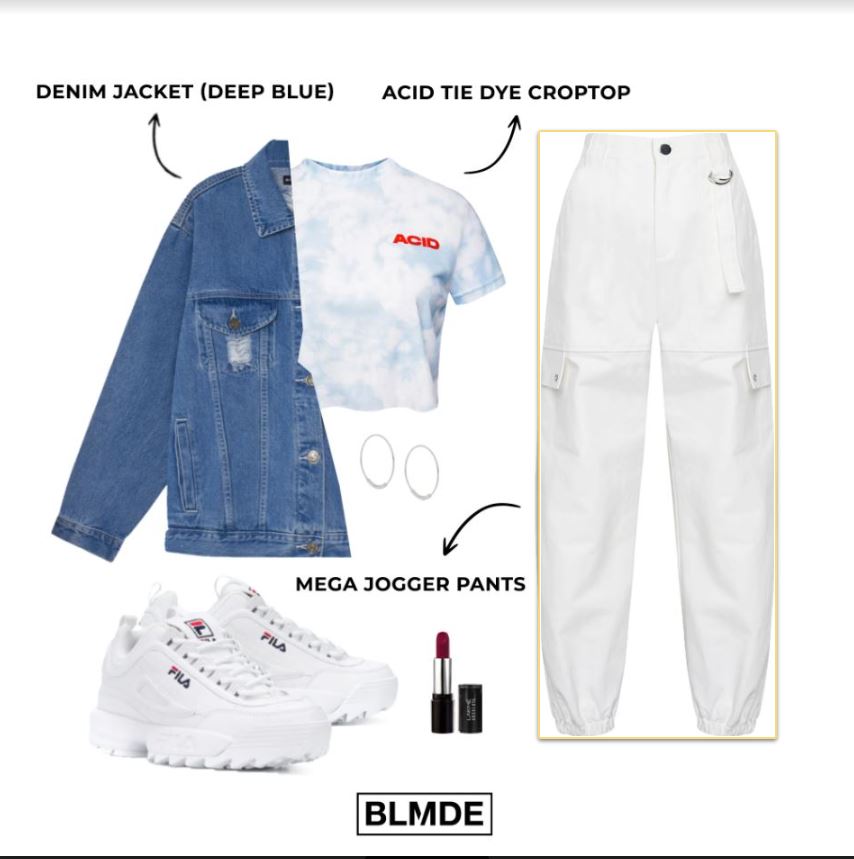 DENIM JACKET (DEEP BLUE)
ACID TIE DYE CROPTOP
ACID
MEGA JOGGER PANTS
FILA
FILA
BLMDE